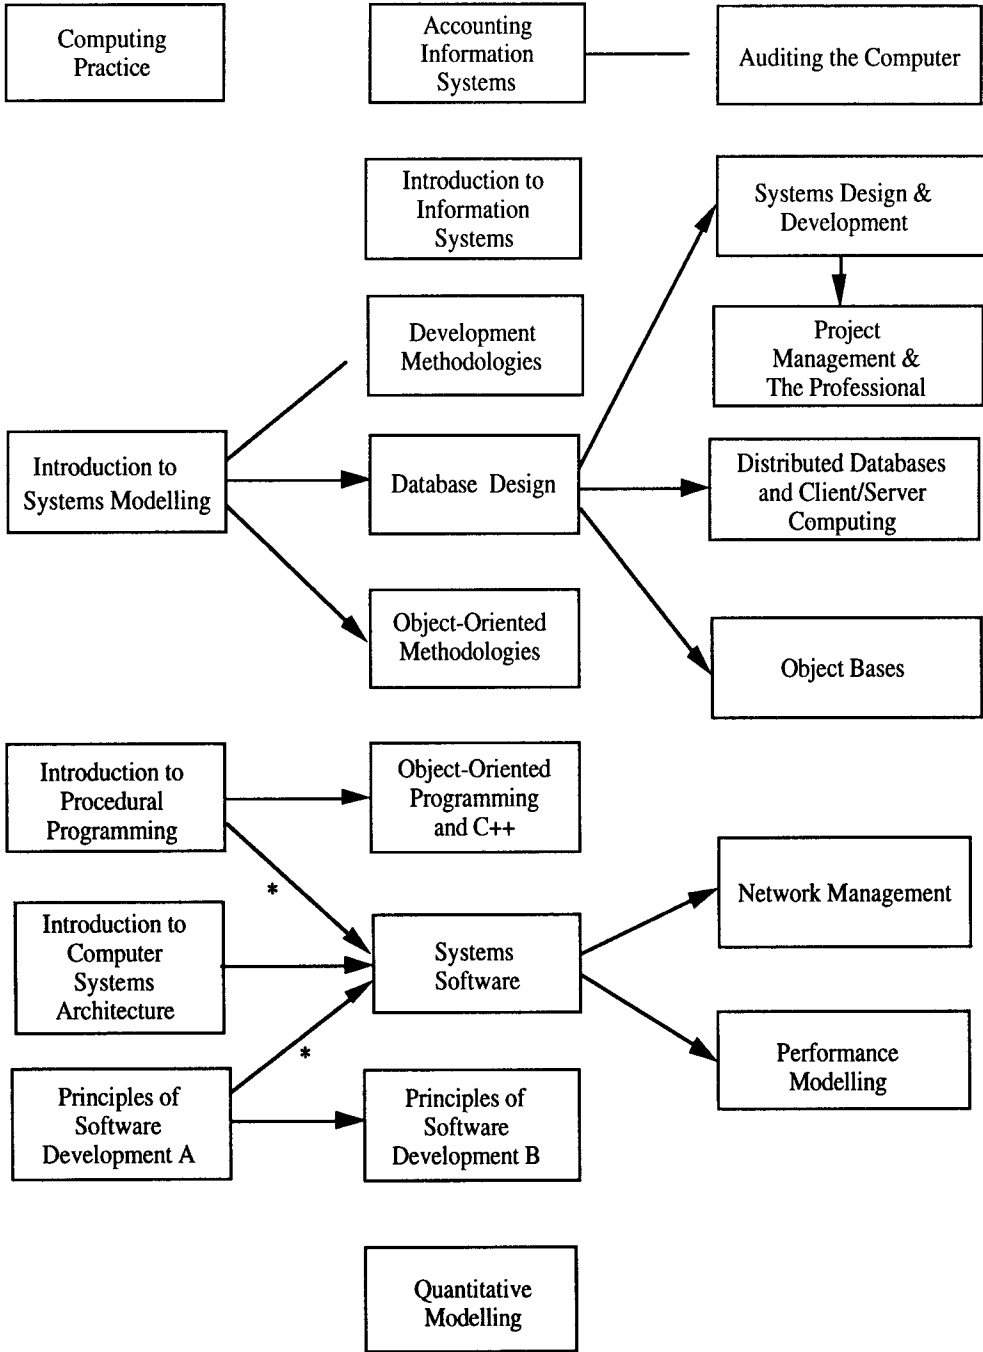 Computing
Practice
Accounting
Information
Systems
Auditing the Computer
Introduction to
Information
Systems
Systems Design &
Development
Development
Methodologies
Project
Management &
The Professional
Introduction to
Systems Modelling
Database Design
Distributed Databases
and Client/Server
Computing
Object-Oriented
Methodologies
Object Bases
Introduction to
Procedural
Programming
Object-Oriented
Programming
and C++
*
Network Management
Introduction to
Computer
Systems
Architecture
Systems
Software
*
Performance
Modelling
Principles of
Software
Development A
Principles of
Software
Development B
Quantitative
Modelling